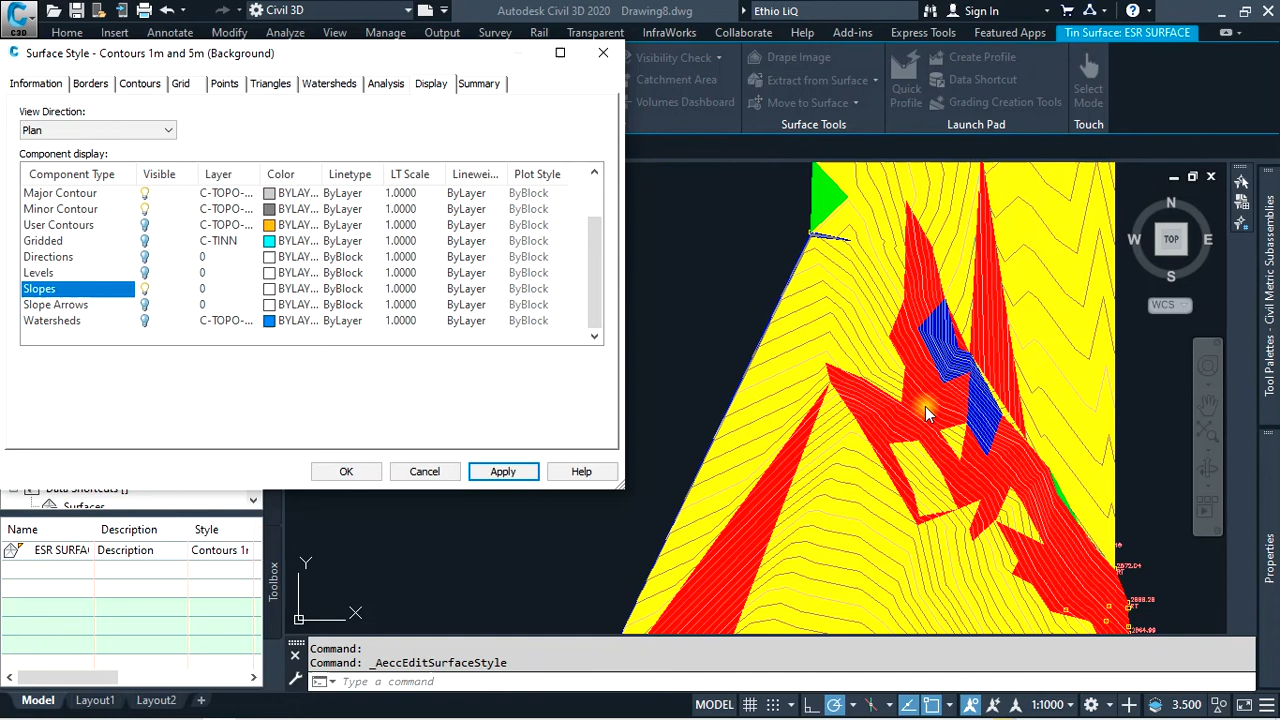 Civil 3D
Autodesk Civil 3D 2020 Drawing8.dwg
Ethio LiQ
Sign In
C3D
Home Insert Annotate Modify Analyze View Manage Output Survey Rail Transparent InfraWorks Collaborate Help Add-ins Express Tools Featured Apps Tin Surface: ESR SURFACE
Surface Style - Contours 1m and 5m (Background)
Information Borders Contours Grid Points Triangles Watersheds Analysis Display Summary
View Direction:
Plan
Component display:
Component Type Visible Layer Color Linetype LT Scale Linewei... Plot Style
Major Contour C-TOPO-... BYLAY... ByLayer 1.0000 ByLayer ByBlock
Minor Contour C-TOPO-... BYLAY... ByLayer 1.0000 ByLayer ByBlock
User Contours C-TOPO-... BYLAY... ByLayer 1.0000 ByLayer ByBlock
Gridded C-TINN BYLAY... ByLayer 1.0000 ByLayer ByBlock
Directions 0 BYLAY... ByBlock 1.0000 ByLayer ByBlock
Levels 0 BYLAY... ByBlock 1.0000 ByLayer ByBlock
Slopes 0 BYLAY... ByBlock 1.0000 ByLayer ByBlock
Slope Arrows 0 BYLAY... ByBlock 1.0000 ByLayer ByBlock
Watersheds C-TOPO-... BYLAY... ByLayer 1.0000 ByLayer ByBlock
OK Cancel Apply Help
Visibility Check
Catchment Area
Volumes Dashboard
Drape Image
Extract from Surface
Move to Surface
Surface Tools
Quick
Profile
Create Profile
Data Shortcut
Grading Creation Tools
Launch Pad
Select
Mode
Touch
N
W TOP E
S
WCS
Tool Palettes - Civil Metric Subassemblies
Properties
Data Shortcuts []
Surfaces
Name Description Style
ESR SURFA Description Contours 1r
Toolbox
Y
X
2872.04
RT
2888.28
RT
2864.99
Command:
Command: _AeccEditSurfaceStyle
Type a command
Model Layout1 Layout2 +
MODEL 1:1000 3.500